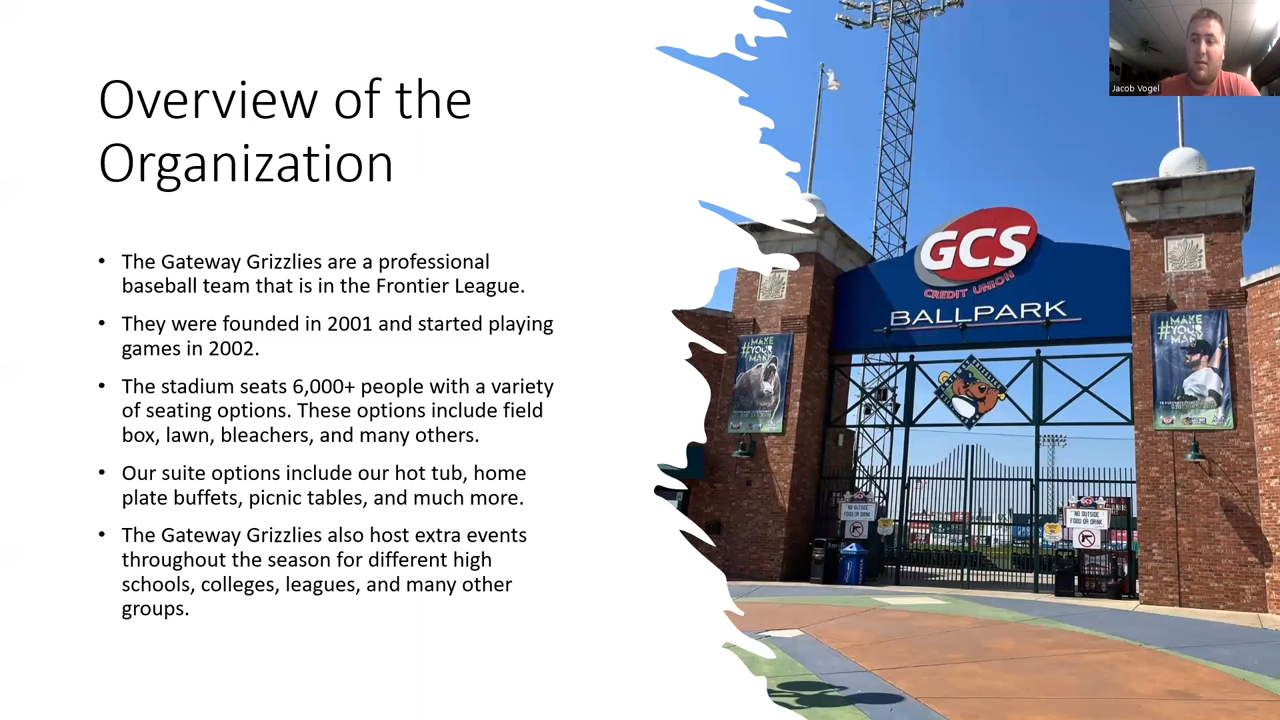 Overview of the
Organization
• The Gateway Grizzlies are a professional
baseball team that is in the Frontier League.
• They were founded in 2001 and started playing
games in 2002.
• The stadium seats 6,000+ people with a variety
of seating options. These options include field
box, lawn, bleachers, and many others.
• Our suite options include our hot tub, home
plate buffets, picnic tables, and much more.
• The Gateway Grizzlies also host extra events
throughout the season for different high
schools, colleges, leagues, and many other
groups.
Jacob Vogel
GCS
CREDIT UNION
BALLPARK
#MAKE
YOUR
MARK
#MAKE
YOUR
MARK
NO OUTSIDE
FOOD OR DRINK
NO OUTSIDE
FOOD OR DRINK